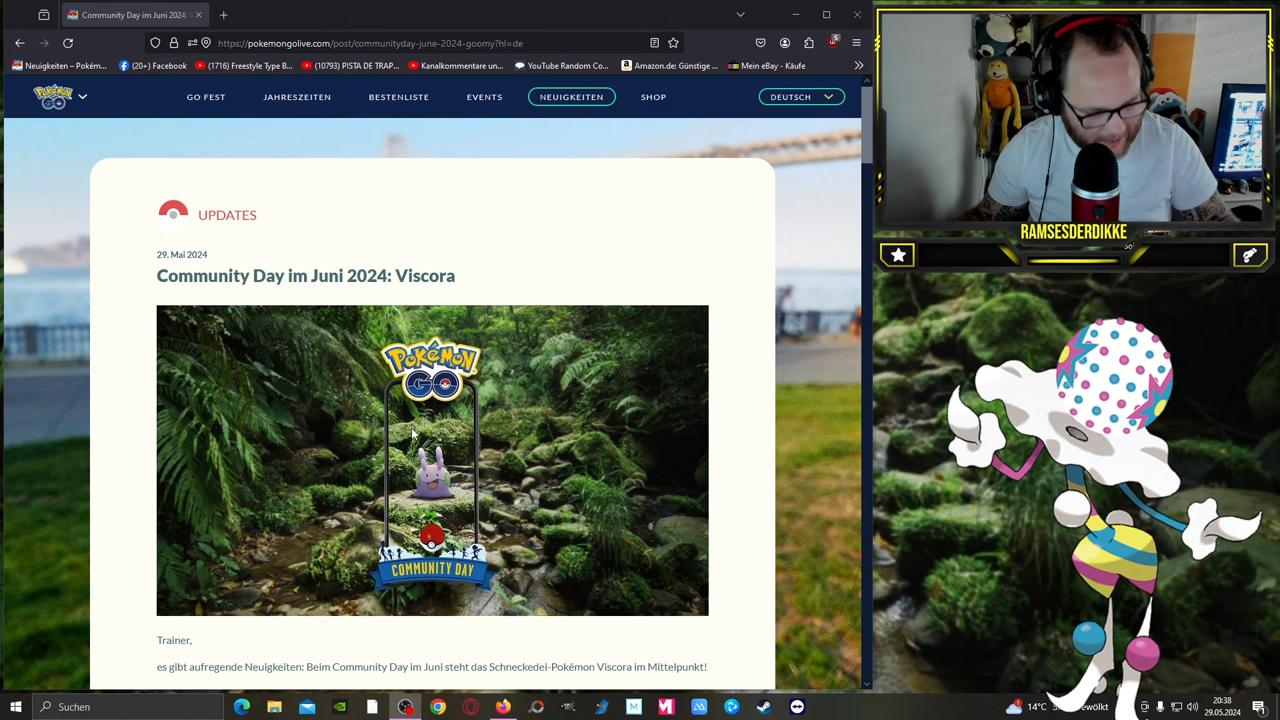 Community Day im Juni 2024:
https://pokemongolive.com/post/communityday-june-2024-goomy?hl=de
5
Neuigkeiten – Pokém...
(20+) Facebook
(1716) Freestyle Type B...
(10793) PISTA DE TRAP...
Kanalkommentare un...
YouTube Random Co...
Amazon.de: Günstige ...
Mein eBay - Käufe
POKÉMON GO
GO FEST
JAHRESZEITEN
BESTENLISTE
EVENTS
NEUIGKEITEN
SHOP
DEUTSCH
UPDATES
29. Mai 2024
Community Day im Juni 2024: Viscora
POKÉMON
GO
COMMUNITY DAY
Trainer,
es gibt aufregende Neuigkeiten: Beim Community Day im Juni steht das Schneckedei-Pokémon Viscora im Mittelpunkt!
RAMSESDERDIKKE
Suchen
14°C
20:38
29.05.2024
1